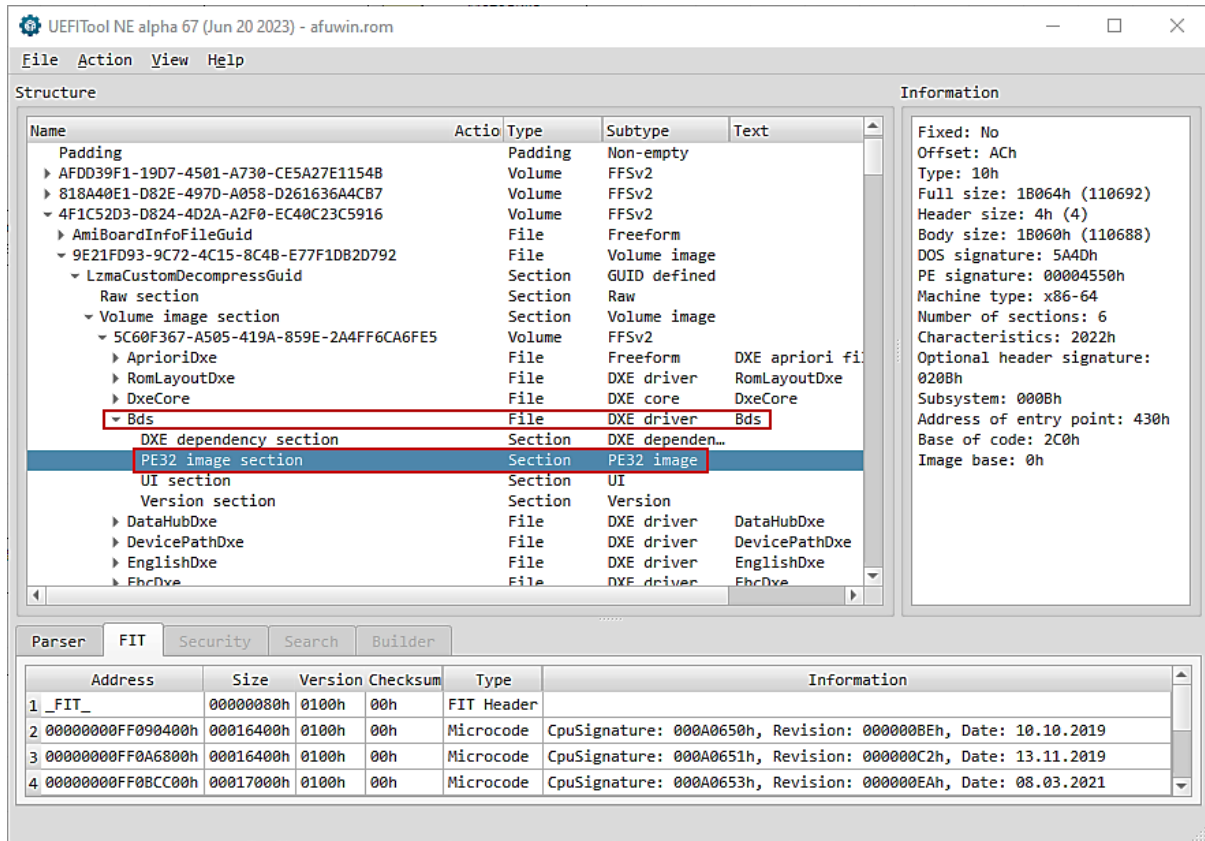 UEFITool NE alpha 67 (Jun 20 2023) - afuwin.rom
File Action View Help
Structure
Information
Name Actio Type Subtype Text
Padding Padding Non-empty
AFDD39F1-19D7-4501-A730-CE5A27E1154B Volume FFSv2
818A40E1-D82E-497D-A058-D261636A4CB7 Volume FFSv2
4F1C52D3-D824-4D2A-A2F0-EC40C23C5916 Volume FFSv2
AmiBoardInfoFileGuid File Freeform
9E21FD93-9C72-4C15-8C4B-E77F1DB2D792 File Volume image
LzmaCustomDecompressGuid Section GUID defined
Raw section Section Raw
Volume image section Section Volume image
5C60F367-A505-419A-859E-2A4FF6CA6FE5 Volume FFSv2
AprioriDxe File Freeform DXE apriori fi
RomLayoutDxe File DXE driver RomLayoutDxe
DxeCore File DXE core DxeCore
Bds File DXE driver Bds
DXE dependency section Section DXE dependen…
PE32 image section Section PE32 image
UI section Section UI
Version section Section Version
DataHubDxe File DXE driver DataHubDxe
DevicePathDxe File DXE driver DevicePathDxe
EnglishDxe File DXE driver EnglishDxe
EhcDxe File DXE driver EhcDxe
Fixed: No
Offset: ACh
Type: 10h
Full size: 1B064h (110692)
Header size: 4h (4)
Body size: 1B060h (110688)
DOS signature: 5A4Dh
PE signature: 00004550h
Machine type: x86-64
Number of sections: 6
Characteristics: 2022h
Optional header signature:
020Bh
Subsystem: 000Bh
Address of entry point: 430h
Base of code: 2C0h
Image base: 0h
Parser FIT Security Search Builder
Address Size Version Checksum Type Information
1 _FIT_ 00000080h 0100h 00h FIT Header
2 00000000FF090400h 00016400h 0100h 00h Microcode CpuSignature: 000A0650h, Revision: 000000BEh, Date: 10.10.2019
3 00000000FF0A6800h 00016400h 0100h 00h Microcode CpuSignature: 000A0651h, Revision: 000000C2h, Date: 13.11.2019
4 00000000FF0BCC00h 00017000h 0100h 00h Microcode CpuSignature: 000A0653h, Revision: 000000EAh, Date: 08.03.2021